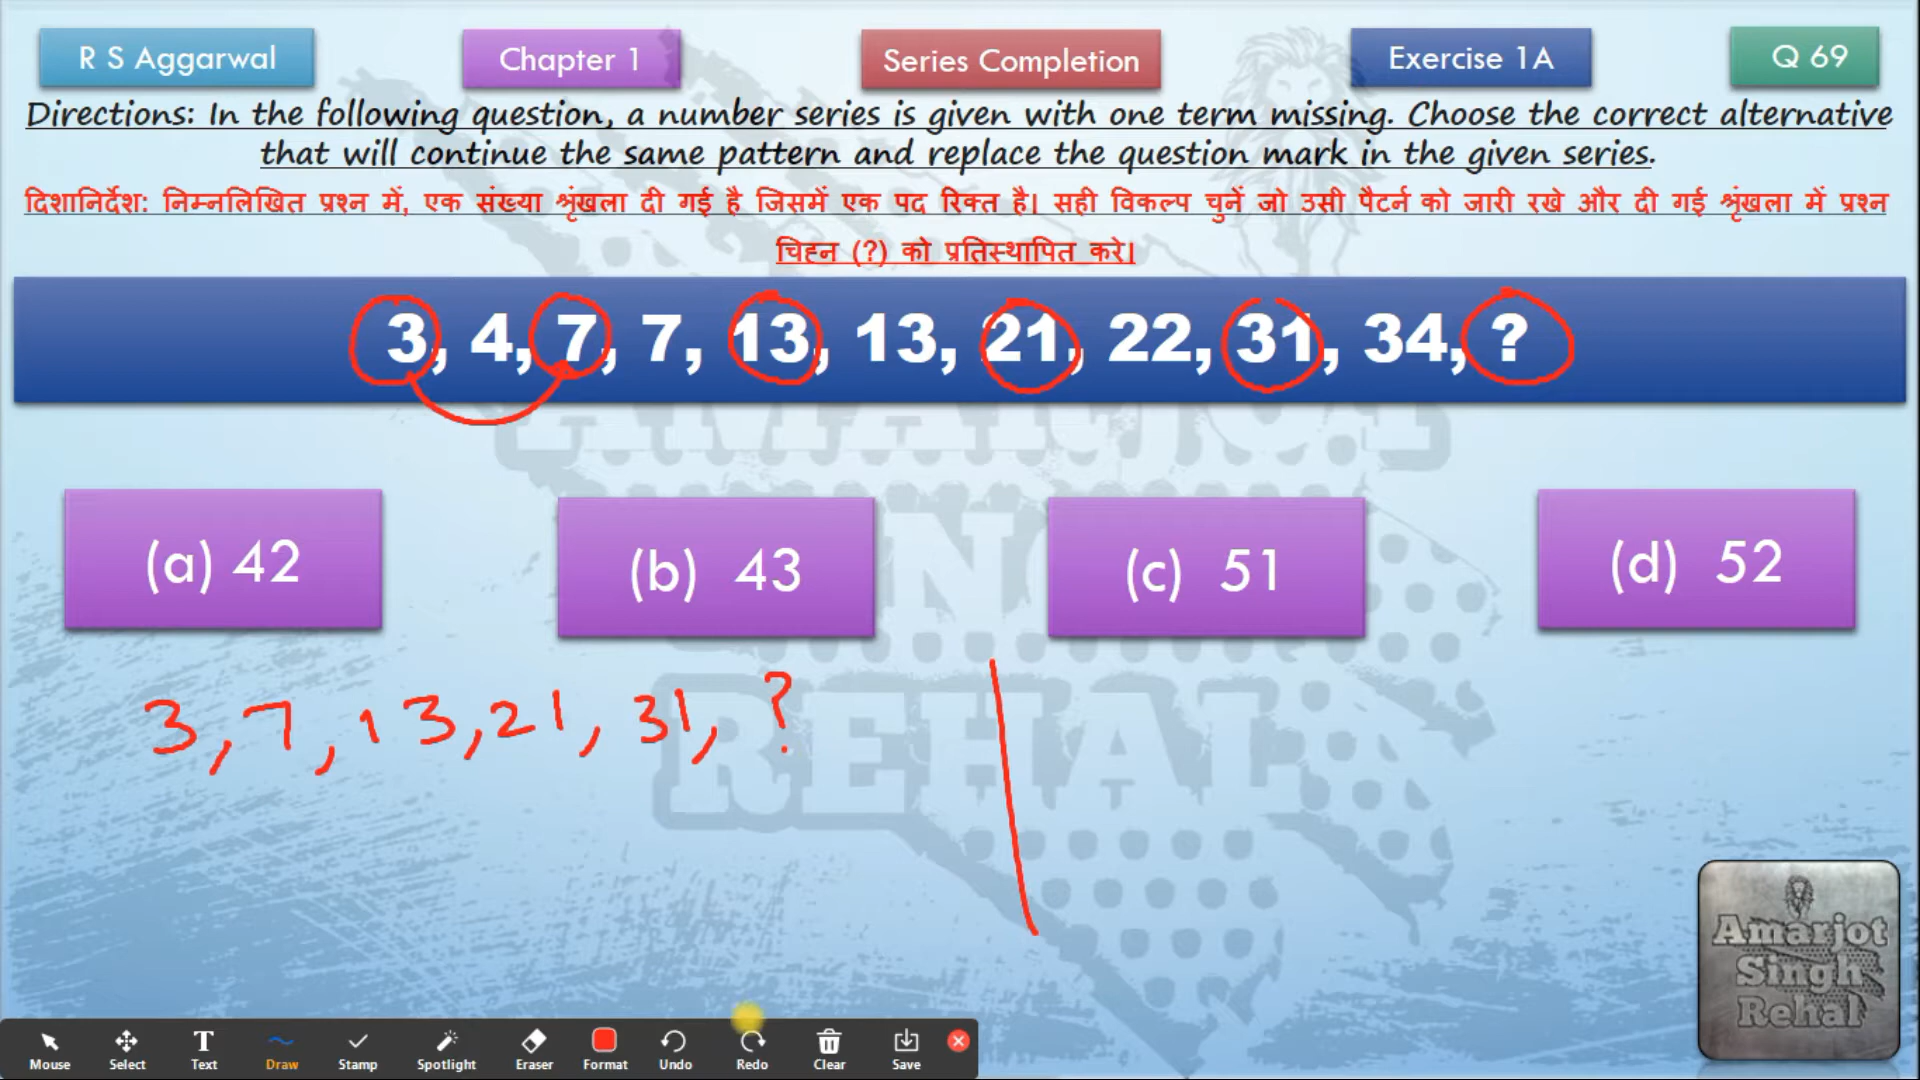 R S Aggarwal
Chapter 1
Series Completion
Exercise 1A
Q 69
Directions: In the following question, a number series is given with one term missing. Choose the correct alternative
that will continue the same pattern and replace the question mark in the given series.
दिशानिर्देश: निम्नलिखित प्रश्न में, एक संख्या श्रृंखला दी गई है जिसमें एक पद रिक्त है। सही विकल्प चुनें जो उसी पैटर्न को जारी रखे और दी गई श्रृंखला में प्रश्न
चिह्न (?) को प्रतिस्थापित करे।
3, 4, 7, 7, 13, 13, 21, 22, 31, 34, ?
(a) 42
(b) 43
(c) 51
(d) 52
AMARJOT
SINGH
REHAL
3, 7, 13, 21, 31, ?
Amarjot
Singh
Rehal
Mouse
Select
Text
Draw
Stamp
Spotlight
Eraser
Format
Undo
Redo
Clear
Save